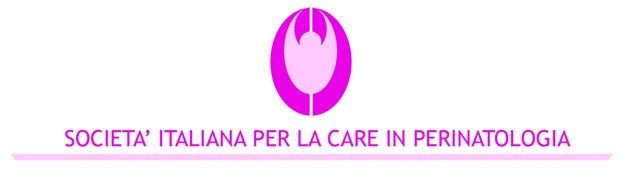 SOCIETA’ ITALIANA PER LA CARE IN PERINATOLOGIA